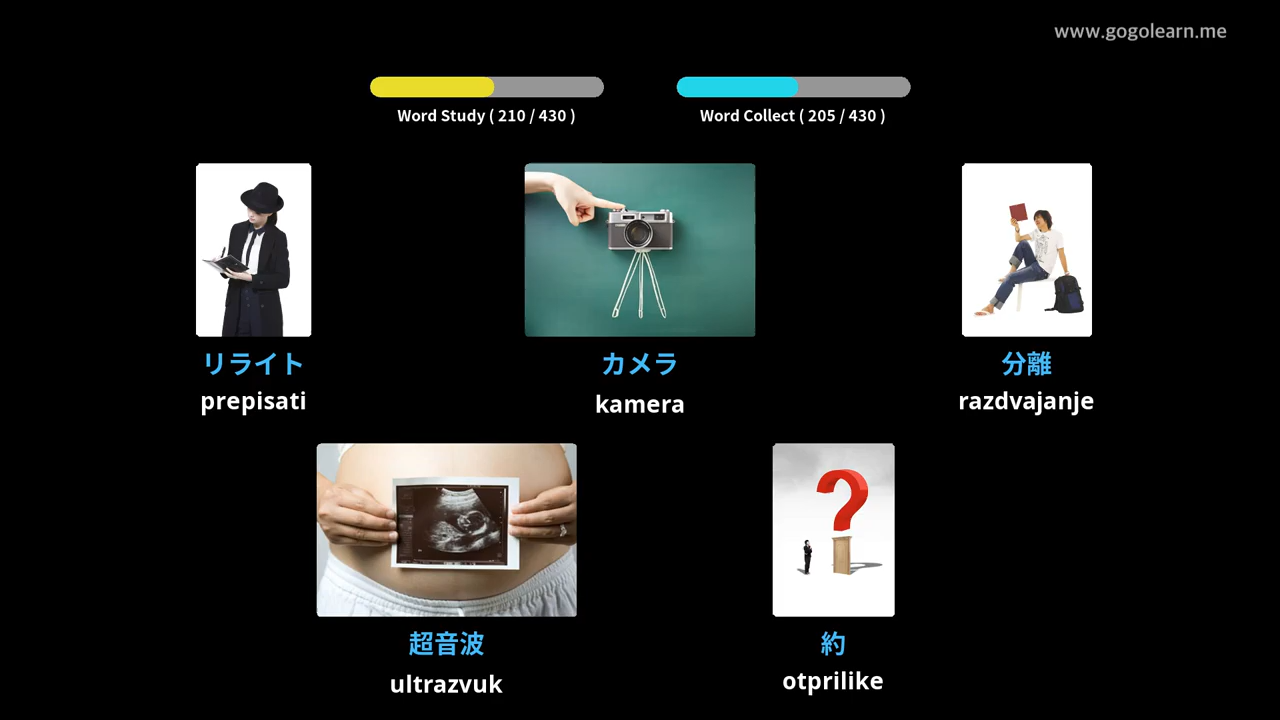 www.gogolearn.me
Word Study ( 210 / 430 )
Word Collect ( 205 / 430 )
リライト
prepisati
カメラ
kamera
分離
razdvajanje
超音波
ultrazvuk
約
otprilike